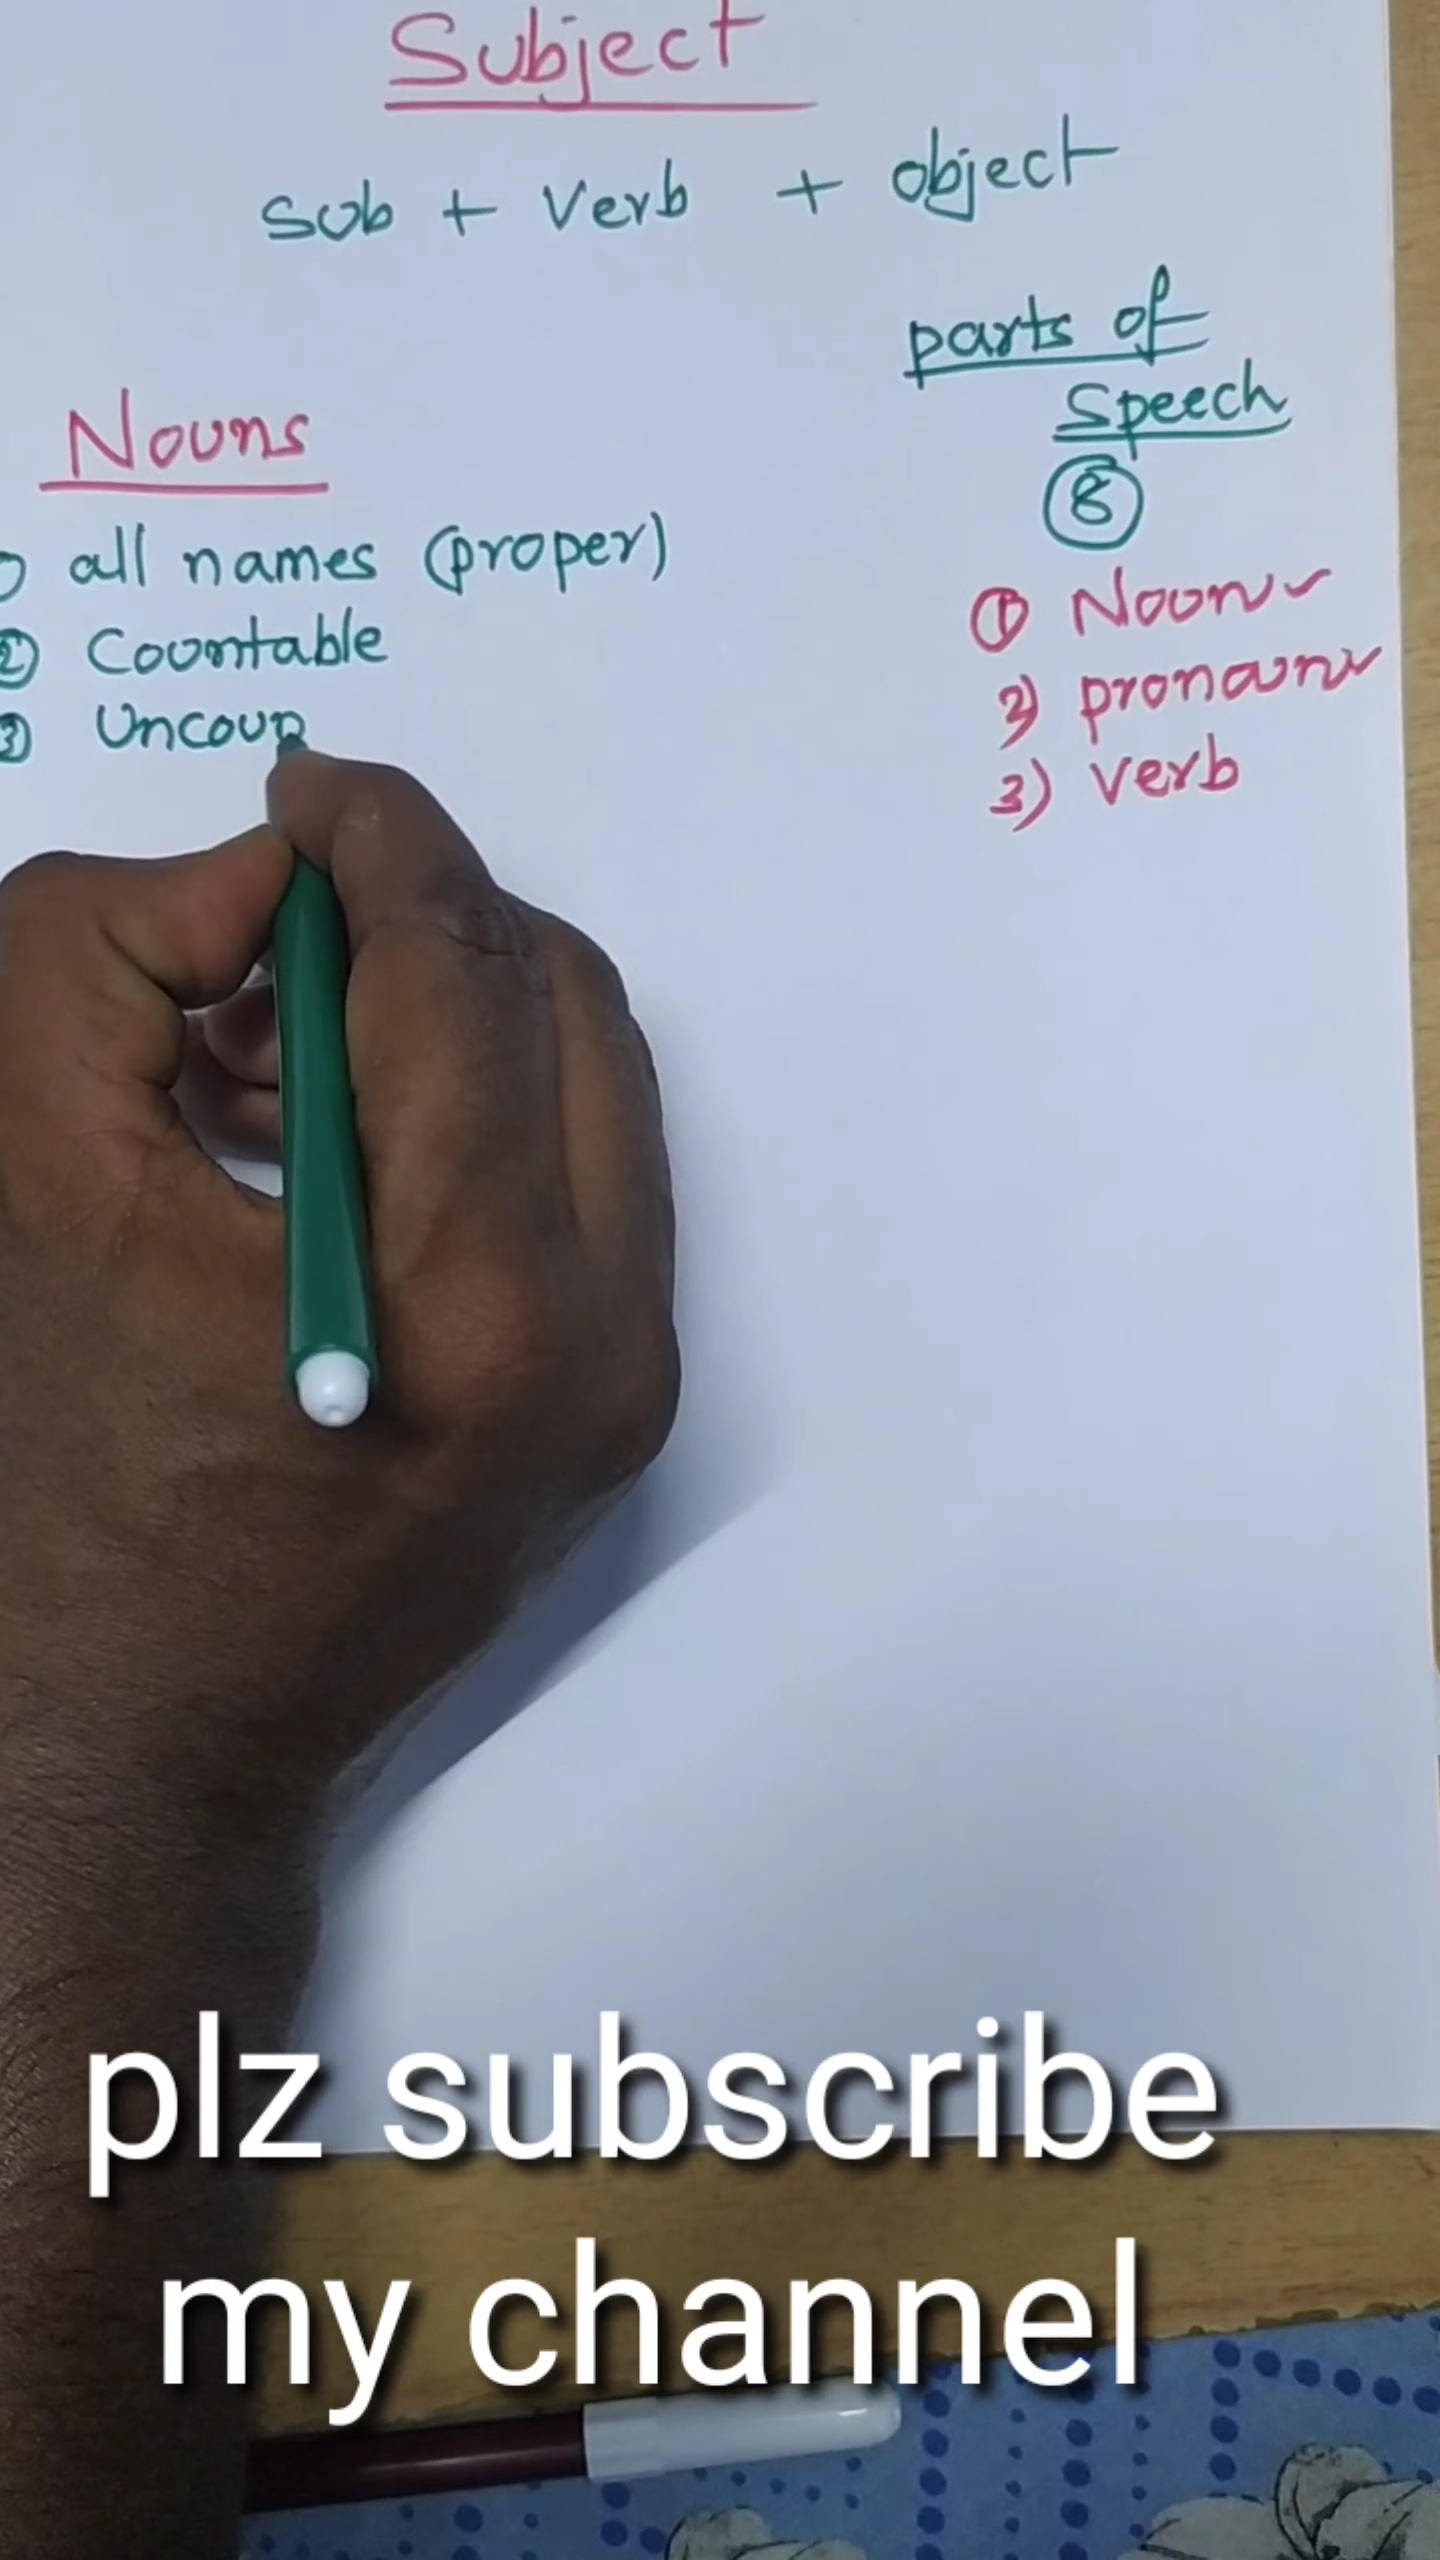 Subject
Sub + Verb + object
parts of
Speech
8
Nouns
① all names (proper)
② Countable
③ Uncoun
① Noun ✓
2) pronoun ✓
3) verb
plz subscribe
my channel